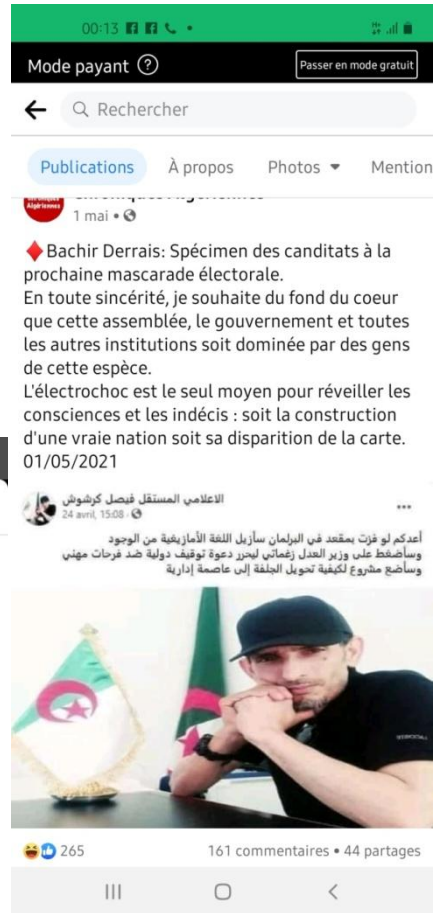 00:13
Mode payant ?
Passer en mode gratuit
Rechercher
Publications À propos Photos Mention
Algériennes
1 mai
Bachir Derrais: Spécimen des canditats à la
prochaine mascarade électorale.
En toute sincérité, je souhaite du fond du coeur
que cette assemblée, le gouvernement et toutes
les autres institutions soit dominée par des gens
de cette espèce.
L'électrochoc est le seul moyen pour réveiller les
consciences et les indécis : soit la construction
d'une vraie nation soit sa disparition de la carte.
01/05/2021
الاعلامي المستقل فيصل كرشوش
24 avril, 15:08
أعدكم لو فزت بمقعد في البرلمان سأزيل اللغة الأمازيغية من الوجود
وسأضغط على وزير العدل زغماتي ليحرر دعوة توقيف دولية ضد فرحات مهني
وسأضع مشروع لكيفية تحويل الجلفة إلى عاصمة إدارية
265
161 commentaires • 44 partages